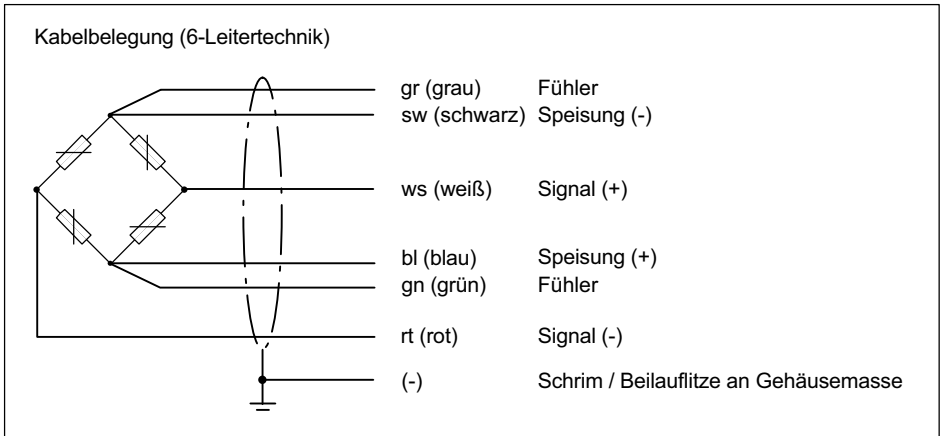 Kabelbelegung (6-Leitertechnik)
gr (grau) Fühler
sw (schwarz) Speisung (-)
ws (weiß) Signal (+)
bl (blau) Speisung (+)
gn (grün) Fühler
rt (rot) Signal (-)
(-) Schrim / Beilauflitze an Gehäusemasse